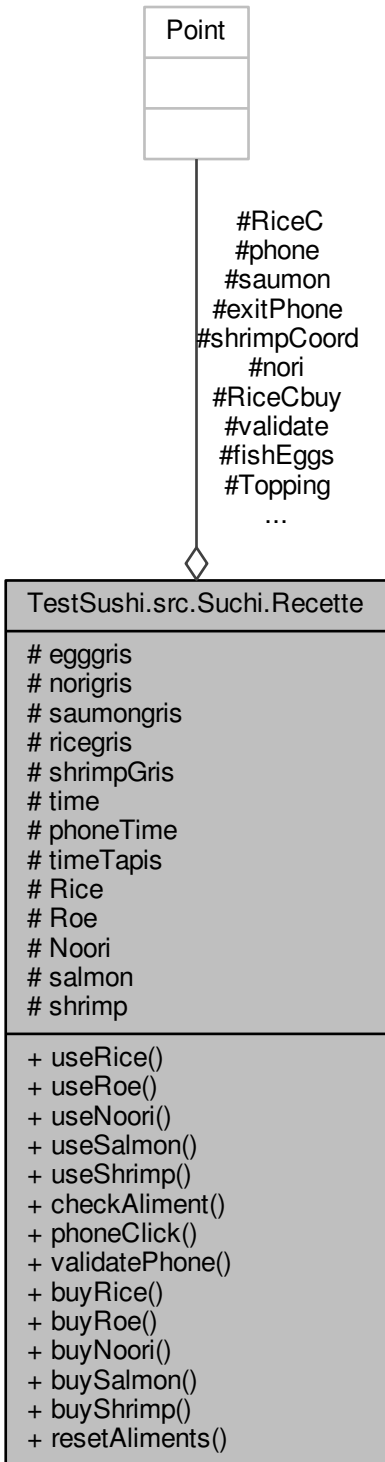 Point
#RiceC
#phone
#saumon
#exitPhone
#shrimpCoord
#nori
#RiceCbuy
#validate
#fishEggs
#Topping
...
TestSushi.src.Suchi.Recette
# egggris
# norigris
# saumongris
# ricegris
# shrimpGris
# time
# phoneTime
# timeTapis
# Rice
# Roe
# Noori
# salmon
# shrimp
+ useRice()
+ useRoe()
+ useNoori()
+ useSalmon()
+ useShrimp()
+ checkAliment()
+ phoneClick()
+ validatePhone()
+ buyRice()
+ buyRoe()
+ buyNoori()
+ buySalmon()
+ buyShrimp()
+ resetAliments()